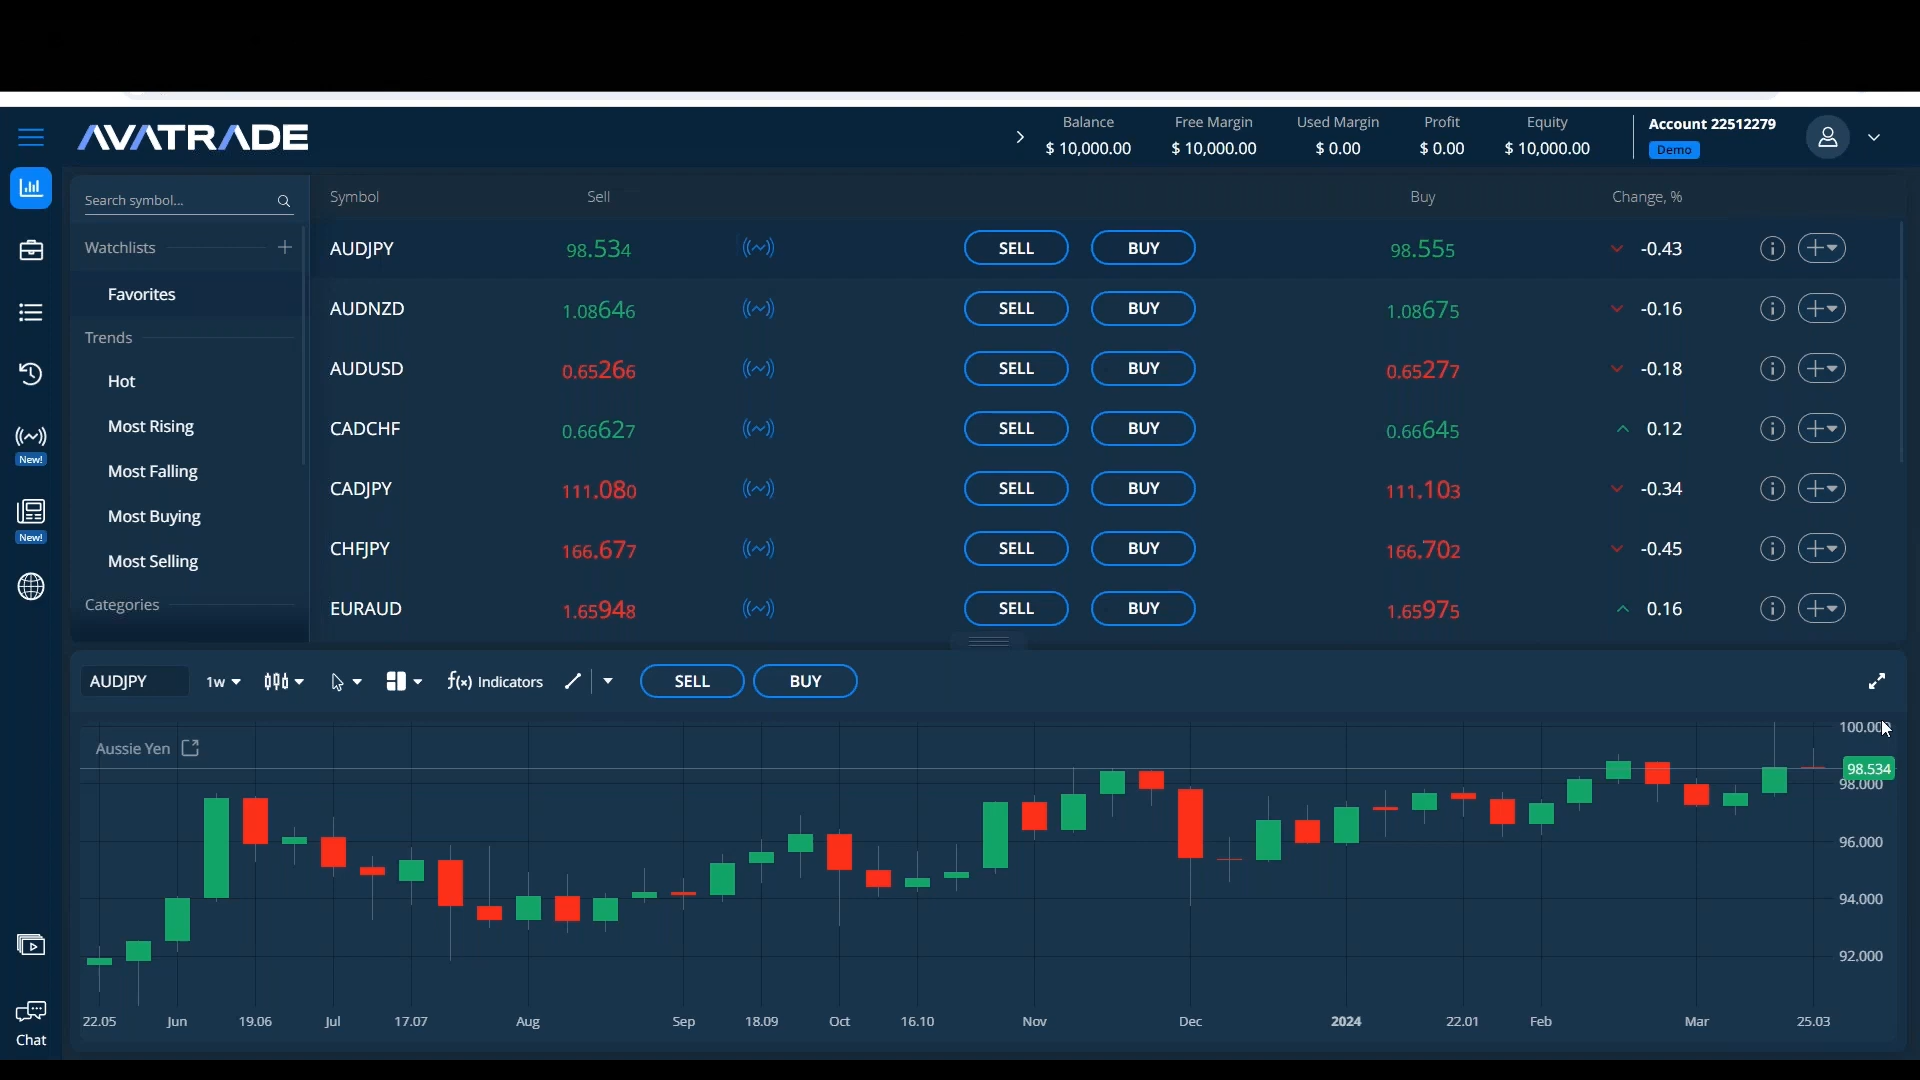 AVATRADE
Balance Free Margin Used Margin Profit Equity Account 22512279
$ 10,000.00 $ 10,000.00 $ 0.00 $ 0.00 $ 10,000.00 Demo
Search symbol...
Watchlists
Favorites
Trends
Hot
Most Rising
Most Falling
Most Buying
Most Selling
Categories
New!
New!
Chat
Symbol Sell Buy Change, %
AUDJPY 98.534 SELL BUY 98.555 -0.43
AUDNZD 1.08646 SELL BUY 1.08675 -0.16
AUDUSD 0.65266 SELL BUY 0.65277 -0.18
CADCHF 0.66627 SELL BUY 0.66645 0.12
CADJPY 111.080 SELL BUY 111.103 -0.34
CHFJPY 166.677 SELL BUY 166.702 -0.45
EURAUD 1.65948 SELL BUY 1.65975 0.16
AUDJPY 1w f(x) Indicators SELL BUY
Aussie Yen
100.000
98.534
98.000
96.000
94.000
92.000
22.05 Jun 19.06 Jul 17.07 Aug Sep 18.09 Oct 16.10 Nov Dec 2024 22.01 Feb Mar 25.03